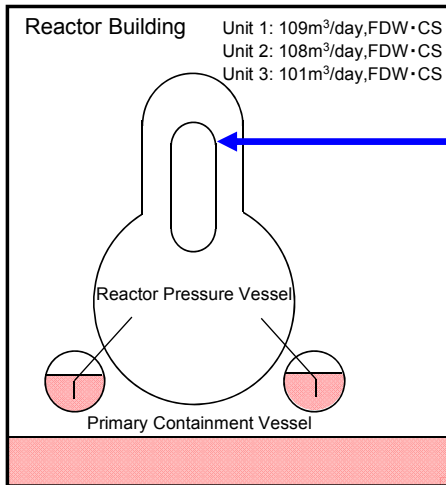 Reactor Building
Unit 1: 109m³/day,FDW・CS
Unit 2: 108m³/day,FDW・CS
Unit 3: 101m³/day,FDW・CS
Reactor Pressure Vessel
Primary Containment Vessel